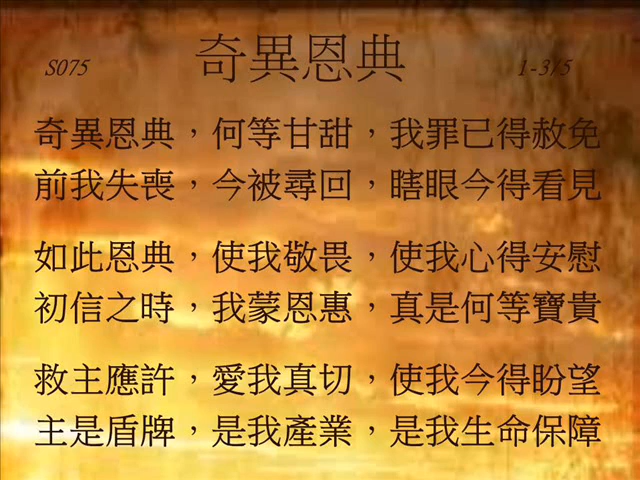 S075 奇異恩典 1-3/5
奇異恩典，何等甘甜，我罪已得赦免
前我失喪，今被尋回，瞎眼今得看見
如此恩典，使我敬畏，使我心得安慰
初信之時，我蒙恩惠，真是何等寶貴
救主應許，愛我真切，使我今得盼望
主是盾牌，是我產業，是我生命保障